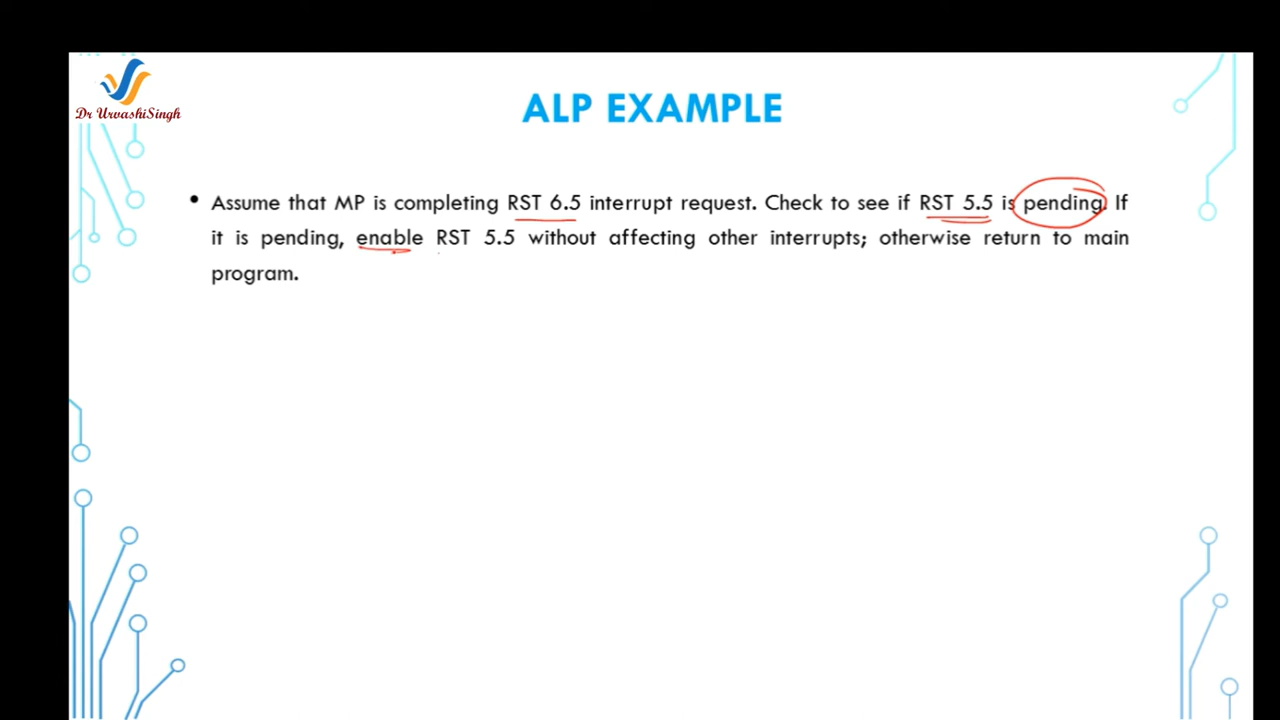 Dr UrvashiSingh
ALP EXAMPLE
• Assume that MP is completing RST 6.5 interrupt request. Check to see if RST 5.5 is pending. If
it is pending, enable RST 5.5 without affecting other interrupts; otherwise return to main
program.